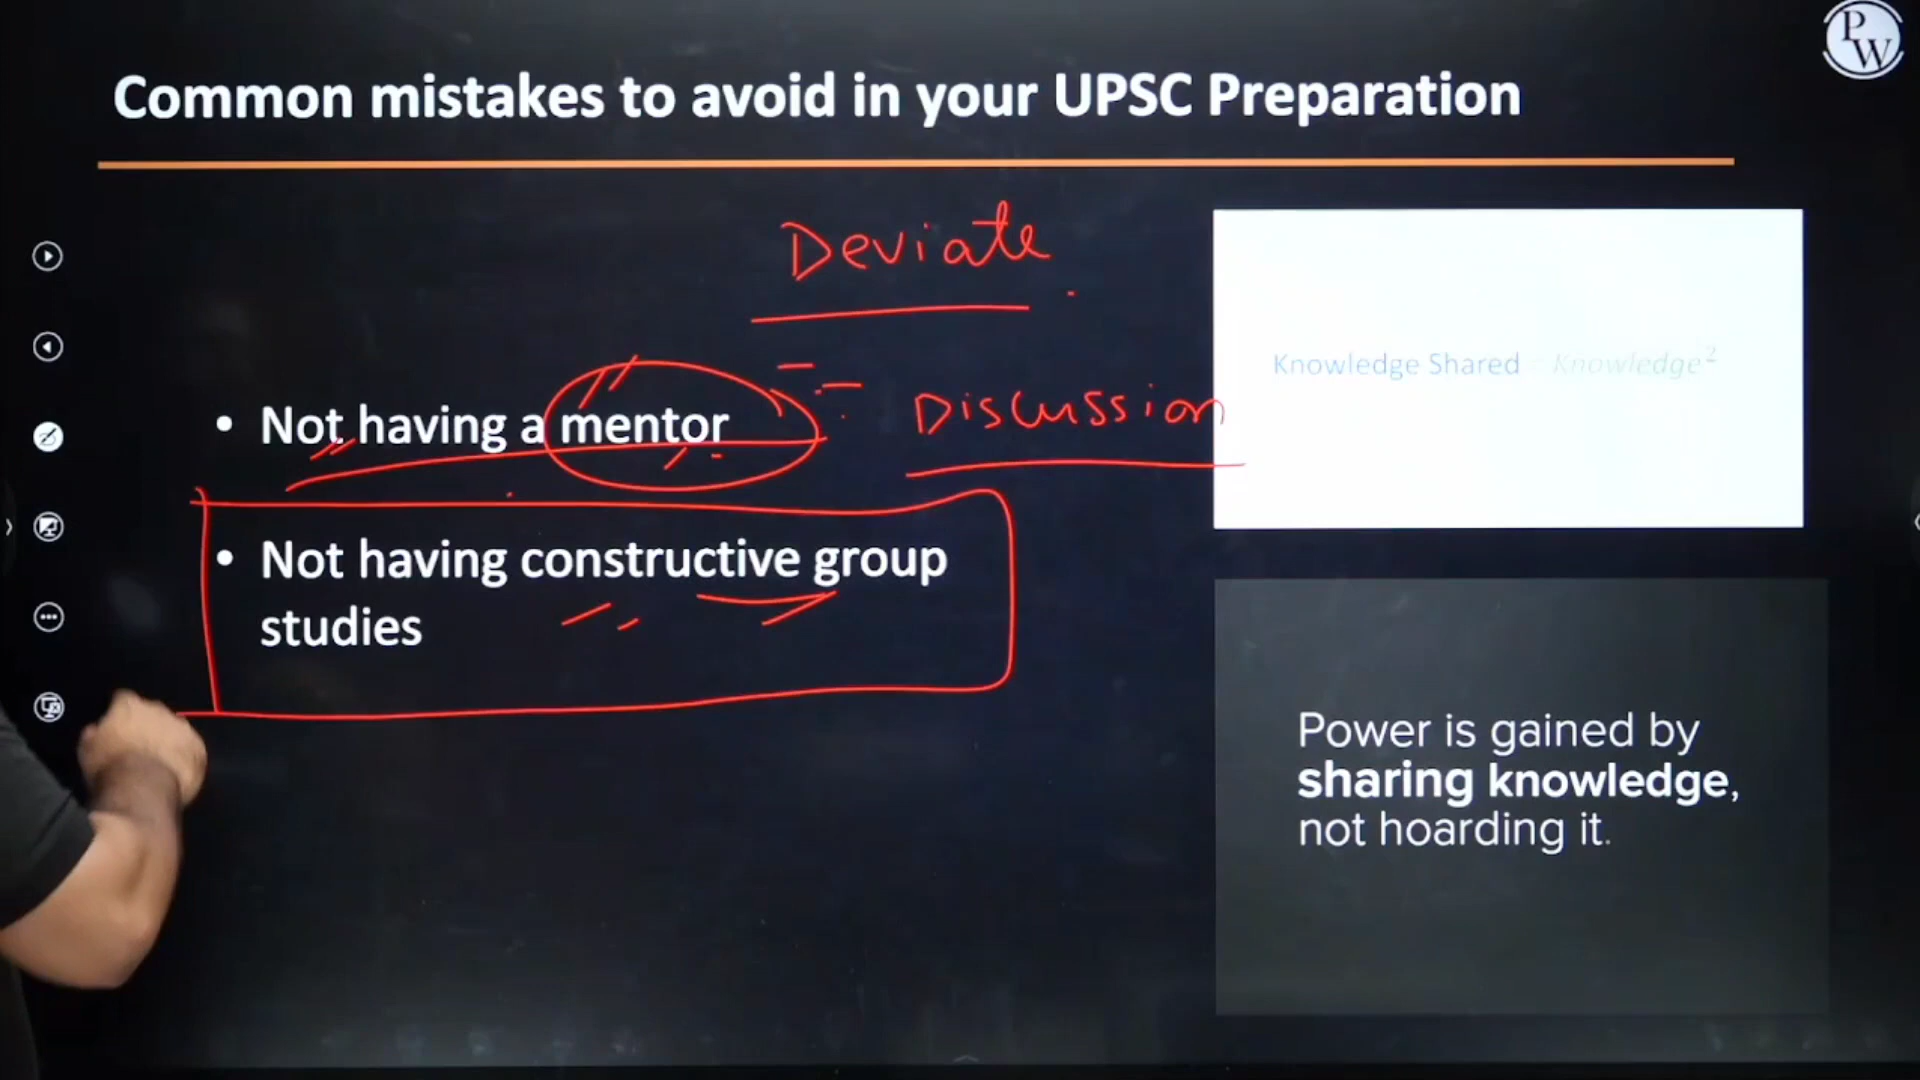 PW
Common mistakes to avoid in your UPSC Preparation
Deviate
• Not having a mentor
Discussion
• Not having constructive group
studies
Knowledge Shared = Knowledge²
Power is gained by
sharing knowledge,
not hoarding it.